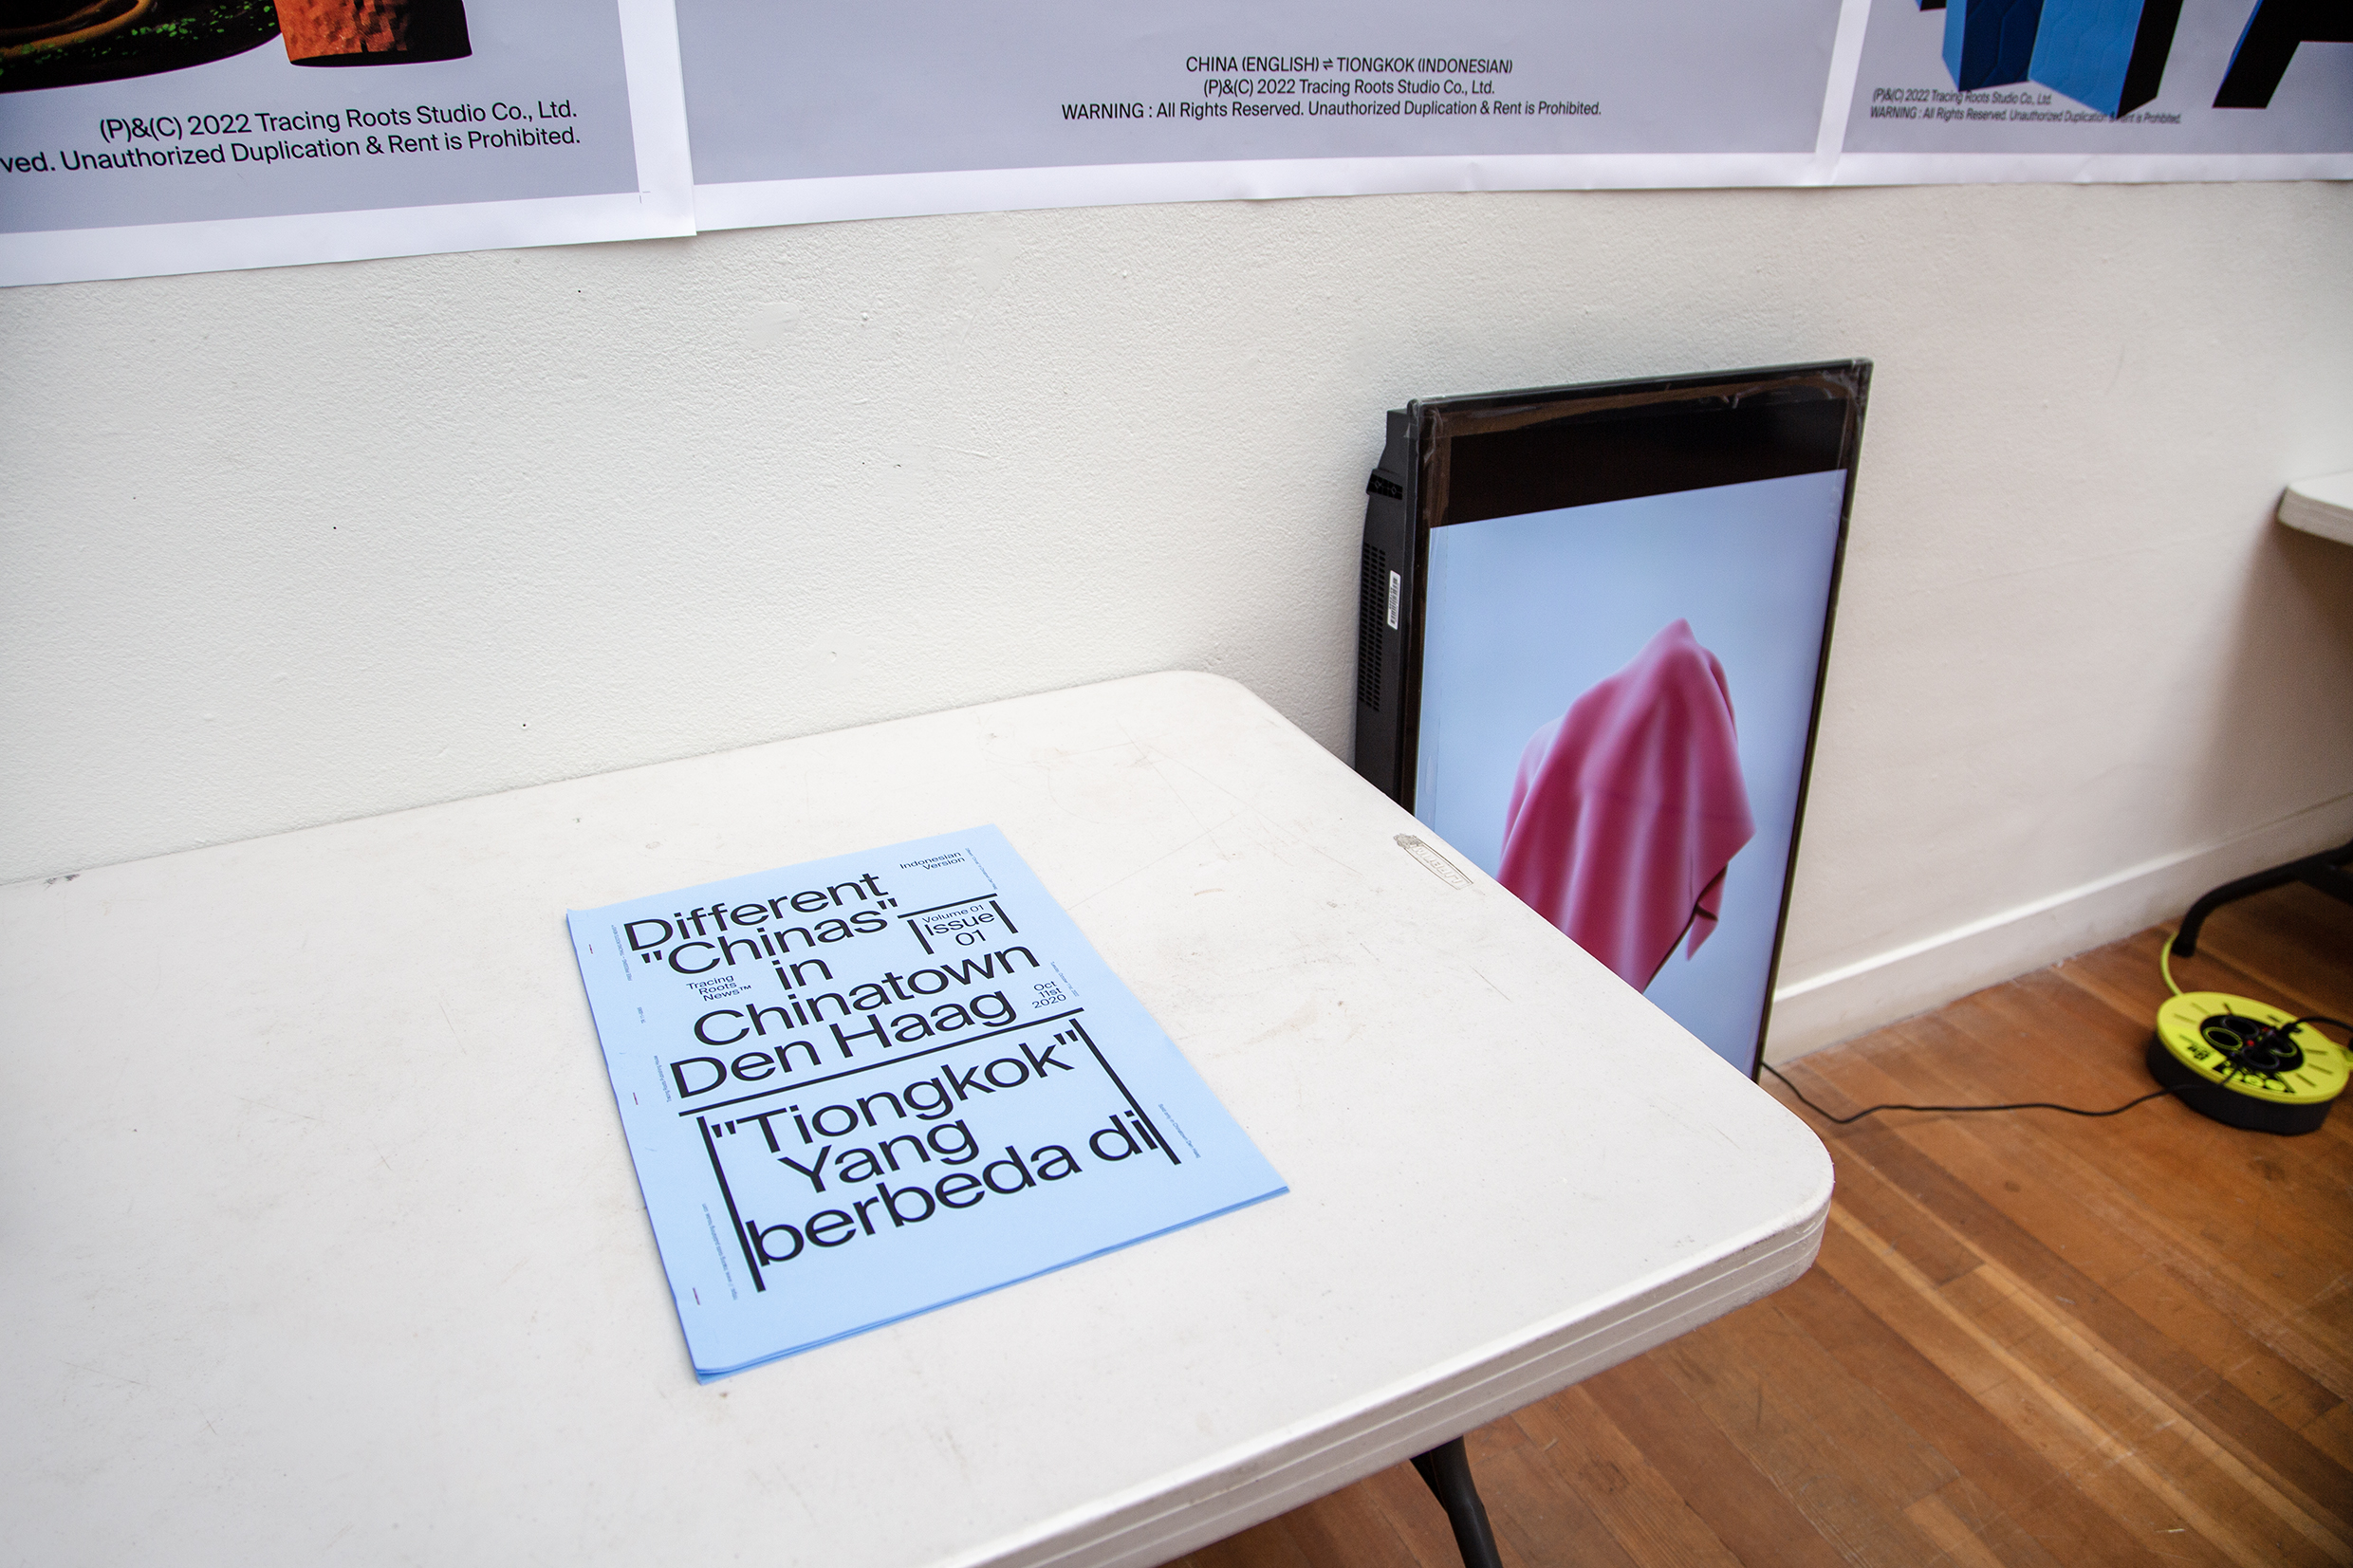 (P)&(C) 2022 Tracing Roots Studio Co., Ltd.
ved. Unauthorized Duplication & Rent is Prohibited.
CHINA (ENGLISH) ⇌ TIONGKOK (INDONESIAN)
(P)&(C) 2022 Tracing Roots Studio Co., Ltd.
WARNING : All Rights Reserved. Unauthorized Duplication & Rent is Prohibited.
(P)&(C) 2022 Tracing Roots Studio Co., Ltd.
WARNING : All Rights Reserved. Unauthorized Duplication & Rent is Prohibited.
Indonesian
Version
Different
"Chinas"
Volume 01
Issue
01
in
Tracing
Roots
News™
Chinatown
Den Haag
Oct
11st
2020
"Tiongkok"
Yang
berbeda di
LIFETIME